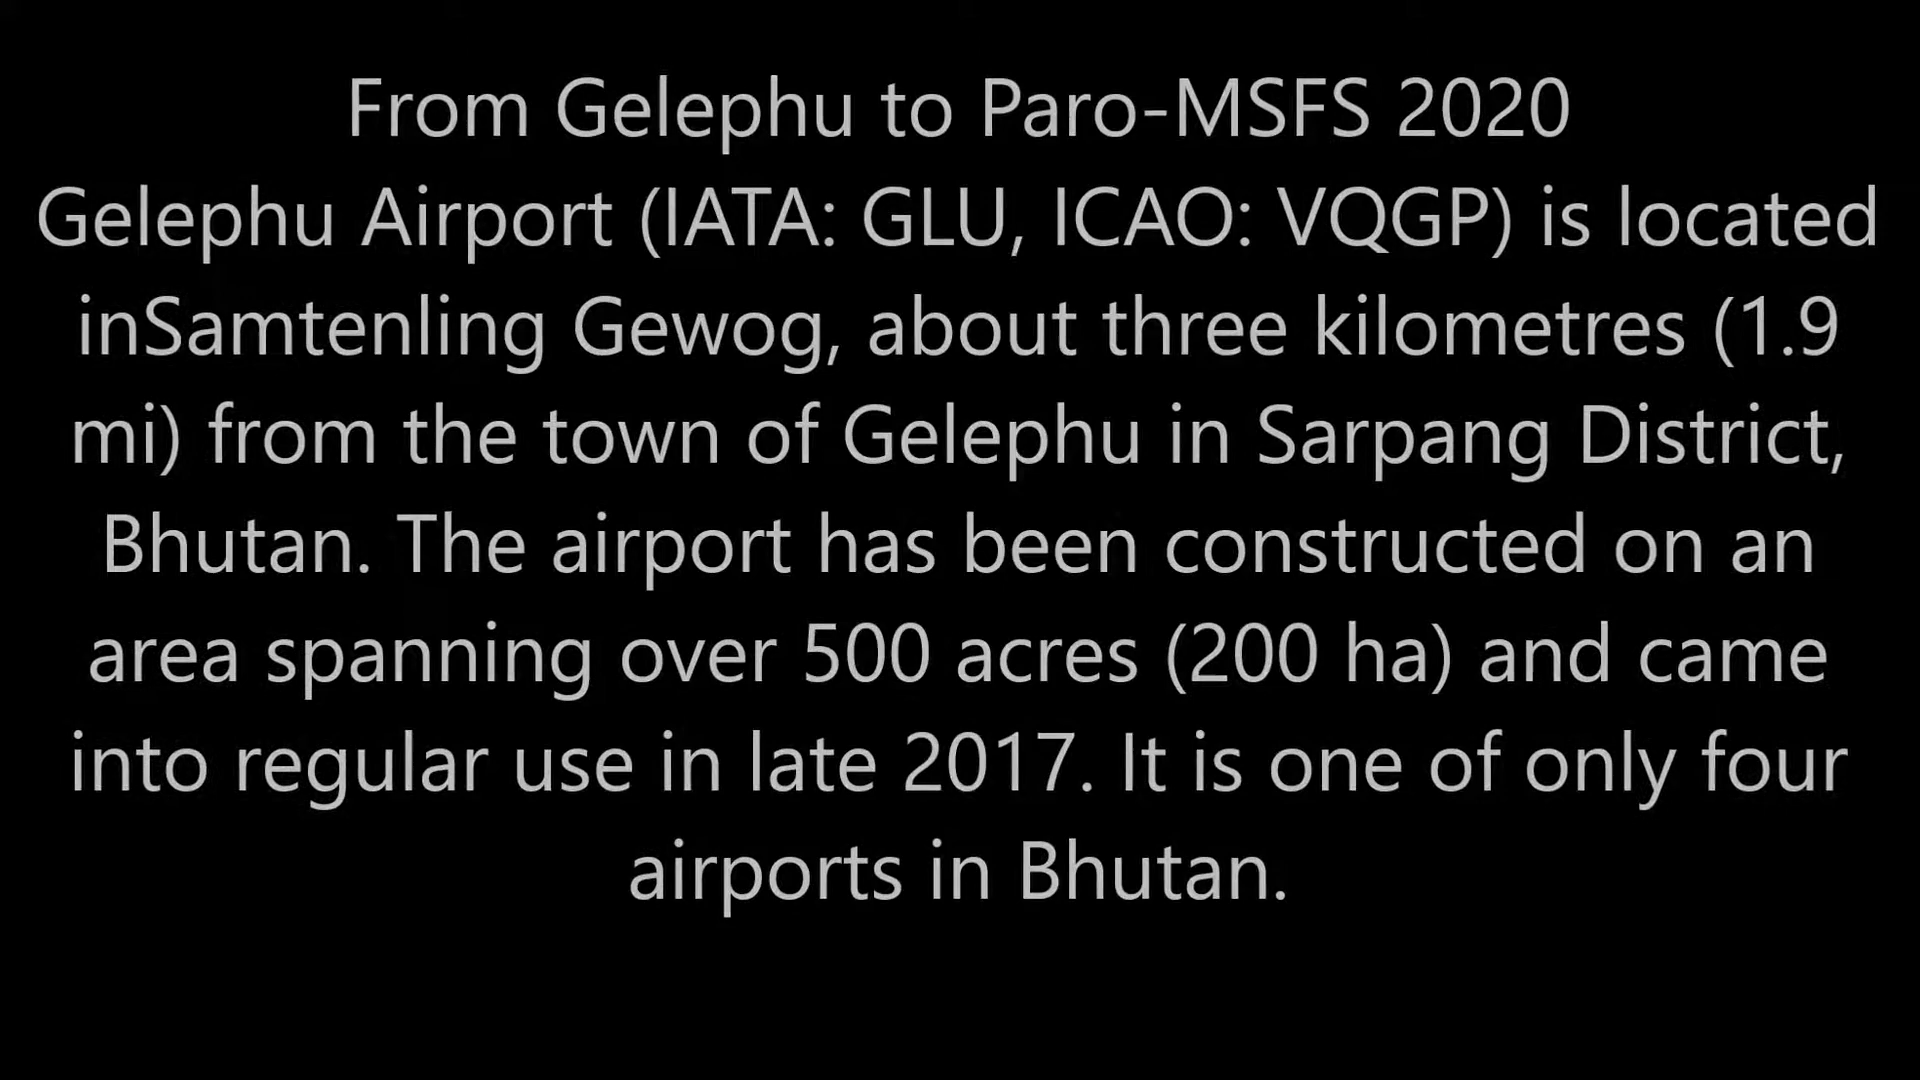 From Gelephu to Paro-MSFS 2020
Gelephu Airport (IATA: GLU, ICAO: VQGP) is located
inSamtenling Gewog, about three kilometres (1.9
mi) from the town of Gelephu in Sarpang District,
Bhutan. The airport has been constructed on an
area spanning over 500 acres (200 ha) and came
into regular use in late 2017. It is one of only four
airports in Bhutan.